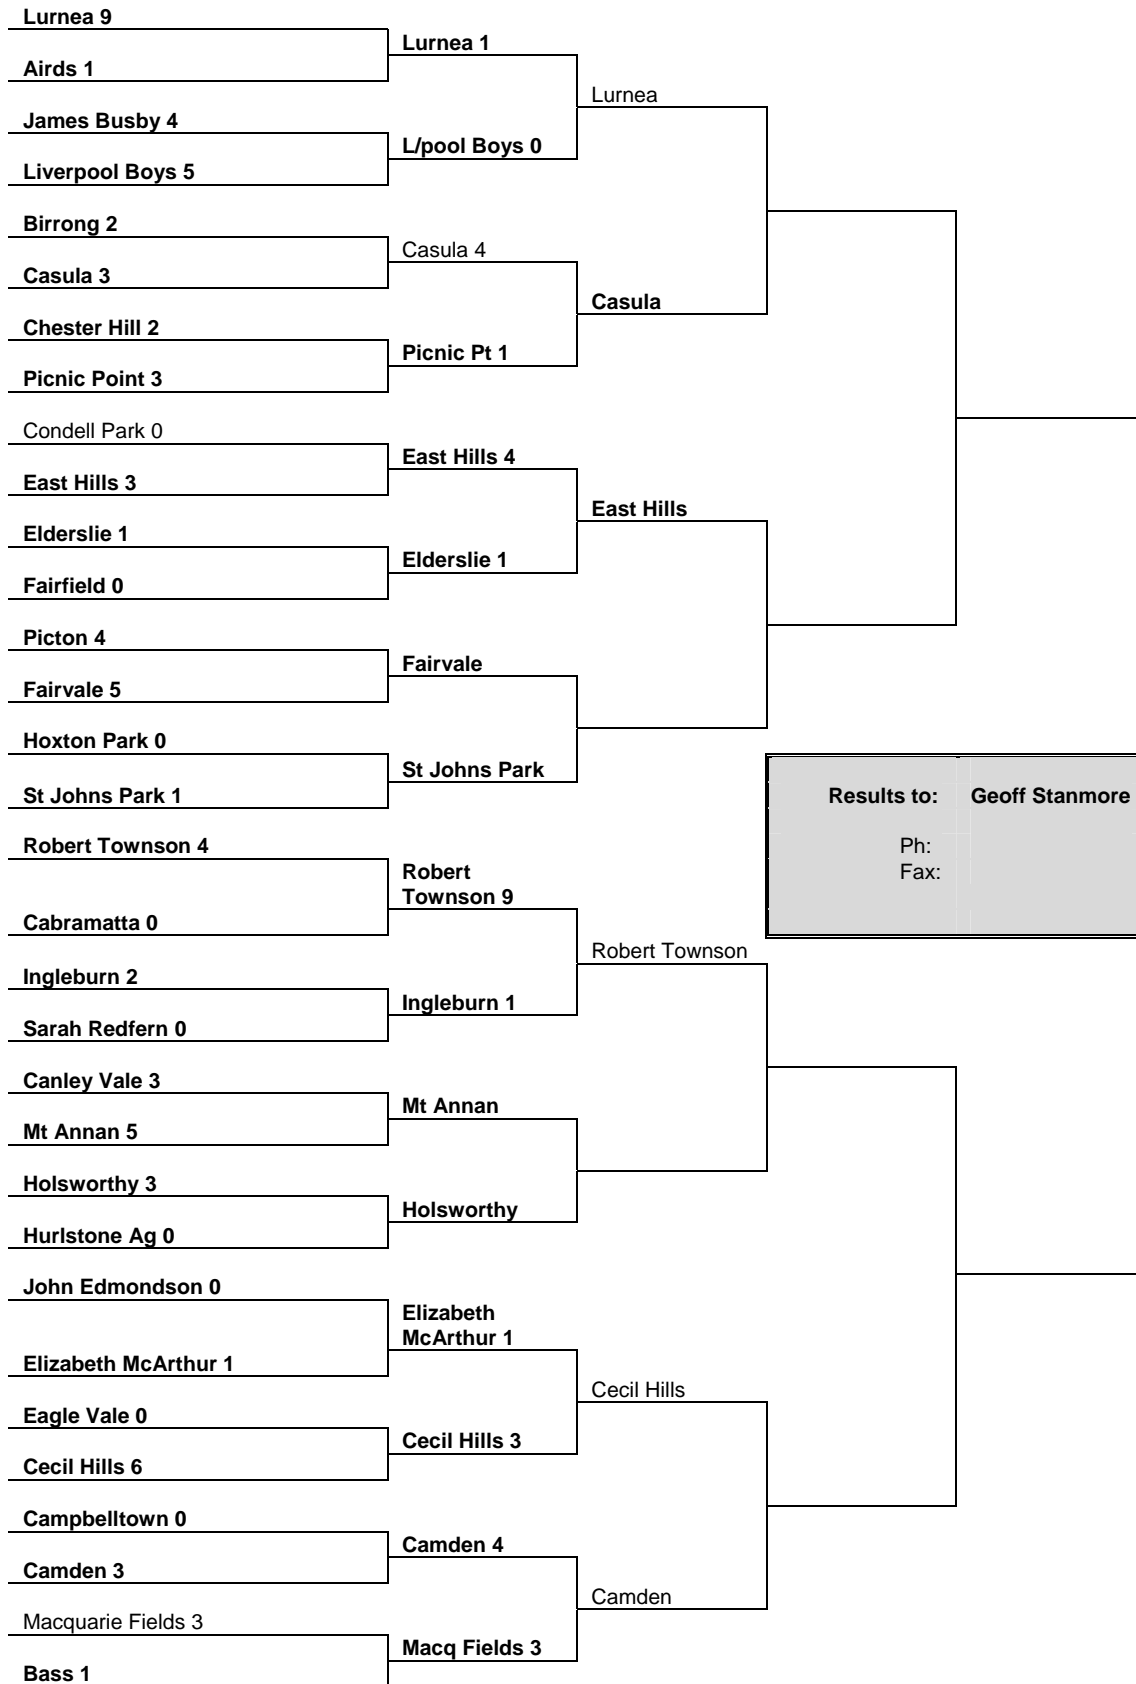 Lurnea 9
Lurnea 1
Airds 1
Lurnea
James Busby 4
L/pool Boys 0
Liverpool Boys 5
Birrong 2
Casula 4
Casula 3
Casula
Chester Hill 2
Picnic Pt 1
Picnic Point 3
Condell Park 0
East Hills 4
East Hills 3
East Hills
Elderslie 1
Elderslie 1
Fairfield 0
Picton 4
Fairvale
Fairvale 5
Hoxton Park 0
St Johns Park
St Johns Park 1
Results to: Geoff Stanmore
Ph:
Fax:
Robert Townson 4
Robert
Townson 9
Cabramatta 0
Robert Townson
Ingleburn 2
Ingleburn 1
Sarah Redfern 0
Canley Vale 3
Mt Annan
Mt Annan 5
Holsworthy 3
Holsworthy
Hurlstone Ag 0
John Edmondson 0
Elizabeth
McArthur 1
Elizabeth McArthur 1
Cecil Hills
Eagle Vale 0
Cecil Hills 3
Cecil Hills 6
Campbelltown 0
Camden 4
Camden 3
Camden
Macquarie Fields 3
Macq Fields 3
Bass 1